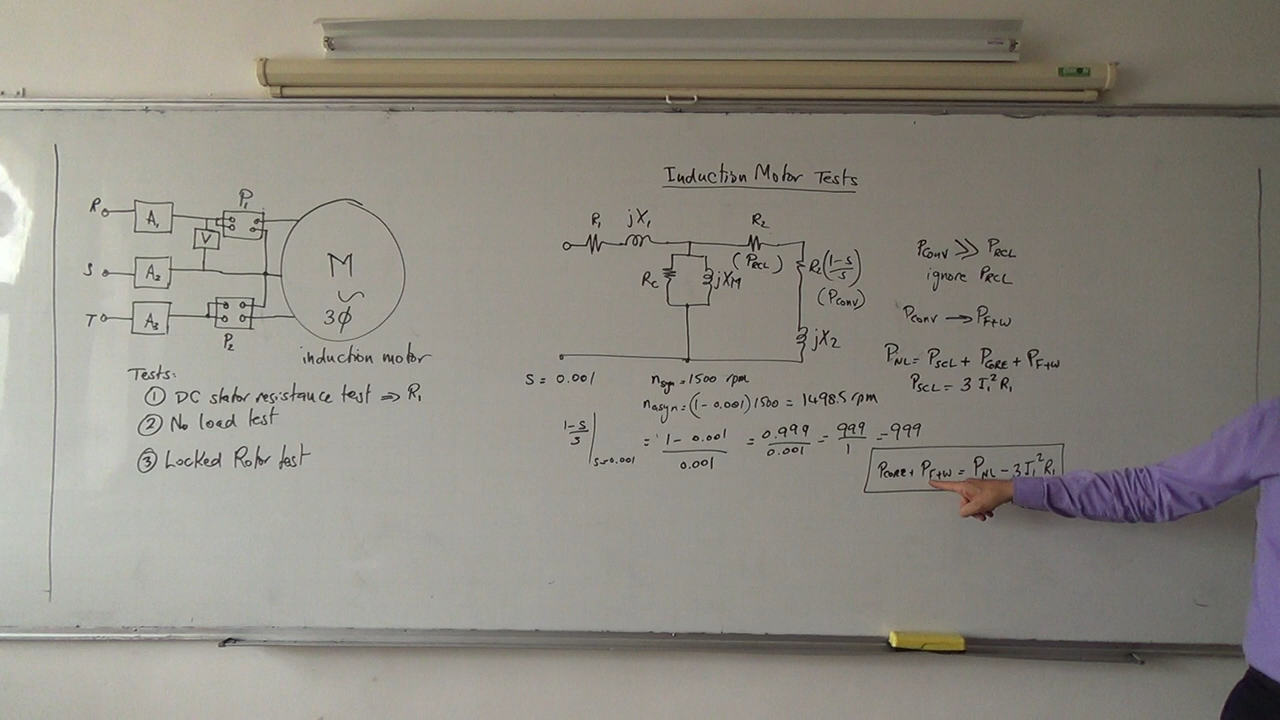 Induction Motor Tests
R
A₁
V
P₁
S
A₂
T
A₃
P₂
M
~
3Φ
induction motor
Tests:
① DC stator resistance test ⇒ R₁
② No load test
③ Locked Rotor test
R₁
jX₁
R₂
(PRCL)
RC
jXM
R₂(1-s/s)
(Pconv)
jX₂
S = 0.001
nsyn = 1500 rpm
nasyn = (1 - 0.001) 1500 = 1498.5 rpm
1-s/s |s=0.001 = 1 - 0.001/0.001 = 0.999/0.001 = 999/1 = 999
Pconv ≫ PRCL
ignore PRCL
Pconv → PF+W
PNL = PSCL + PCORE + PF+W
PSCL = 3 I₁² R₁
PCORE + PF+W = PNL - 3 I₁² R₁